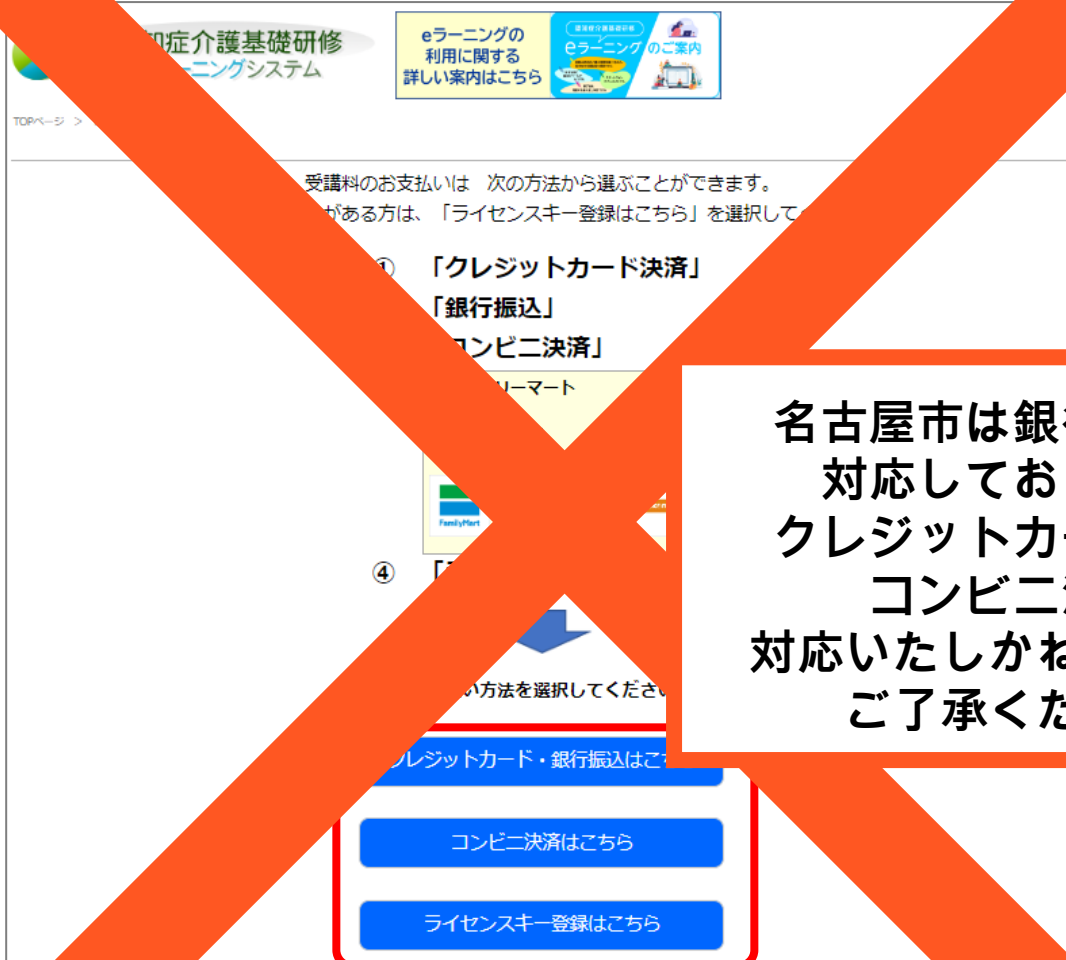 症介護基礎研修
ーニングシステム
eラーニングの
利用に関する
詳しい案内はこちら
認知症介護基礎研修
eラーニング のご案内
TOPページ ＞
受講料のお支払いは 次の方法から選ぶことができます。
がある方は、「ライセンスキー登録はこちら」を選択して
① 「クレジットカード決済」
「銀行振込」
コンビニ決済」
リーマート
FamilyMart
④ 「
い方法を選択してくださ
名古屋市は銀
対応してお
クレジットカ
コンビニ
対応いたしかね
ご了承くだ
レジットカード・銀行振込はこ
コンビニ決済はこちら
ライセンスキー登録はこちら